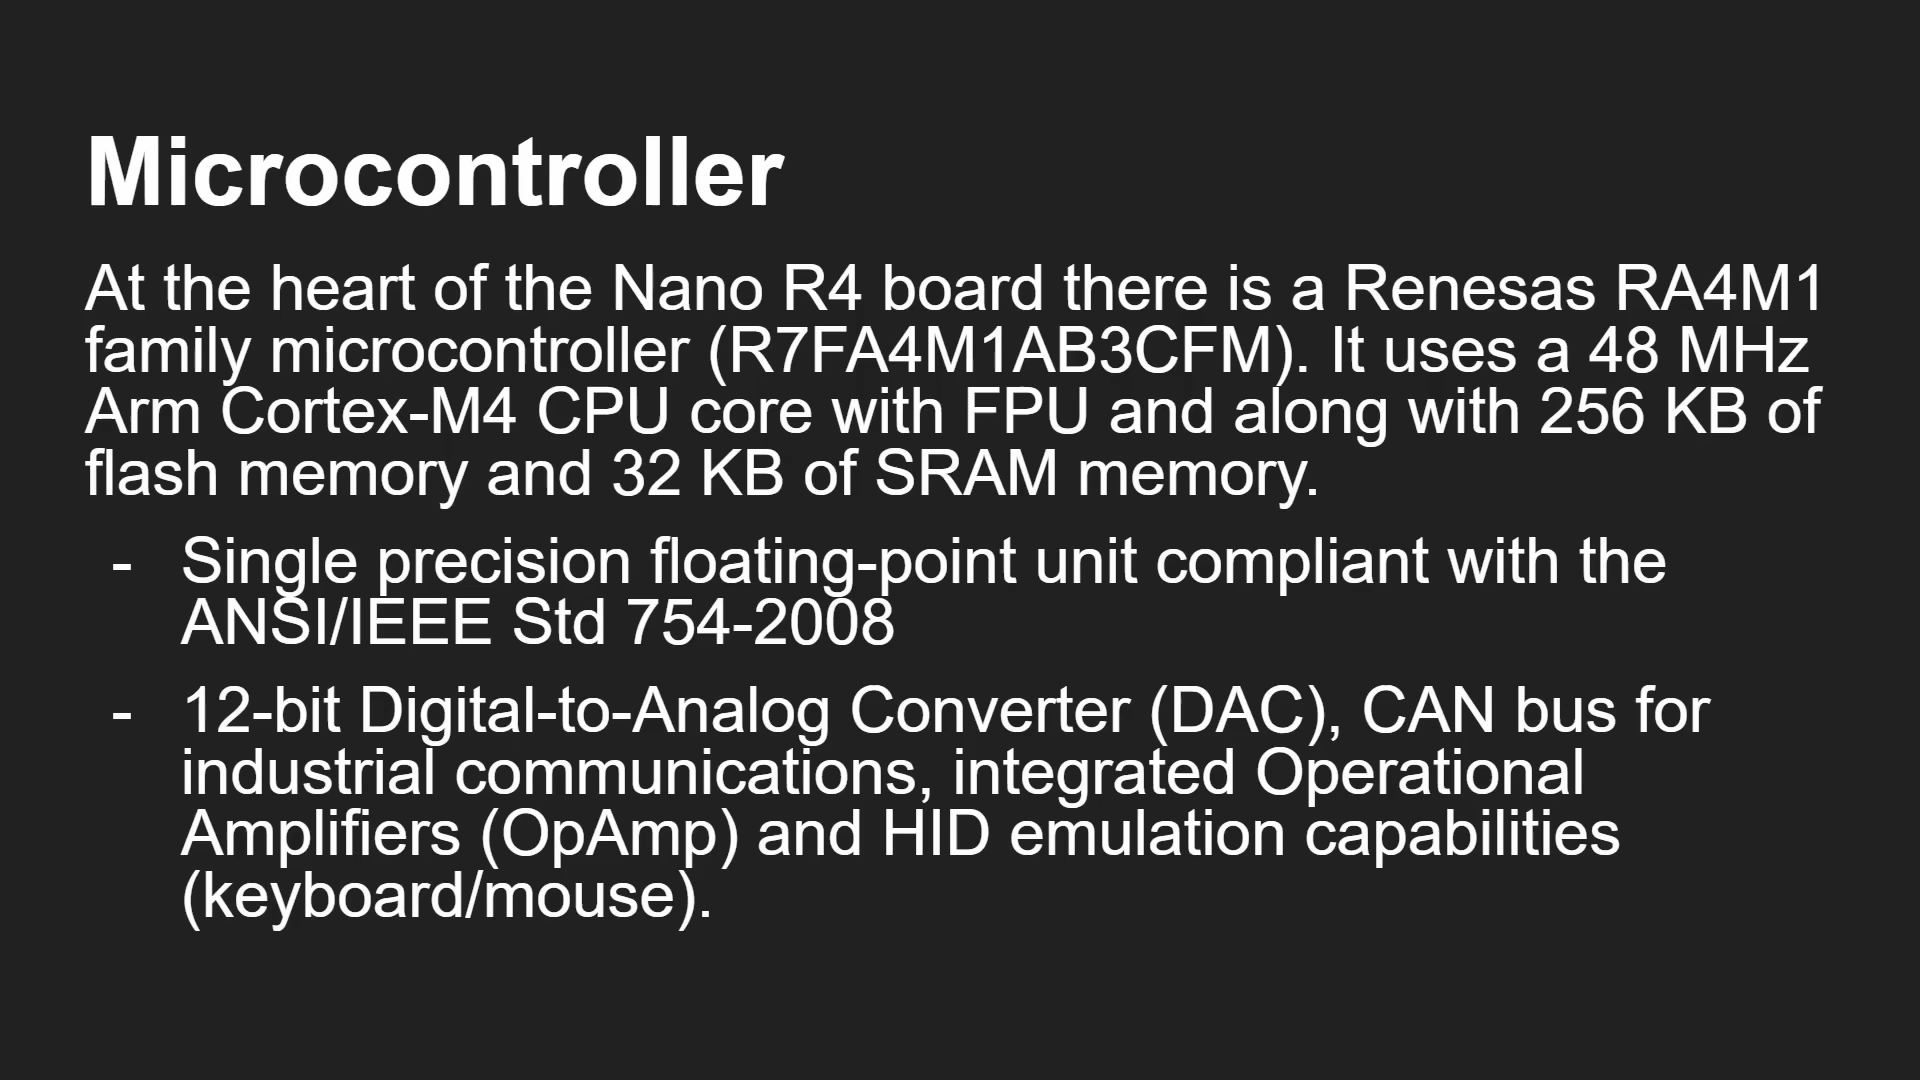 Microcontroller
At the heart of the Nano R4 board there is a Renesas RA4M1
family microcontroller (R7FA4M1AB3CFM). It uses a 48 MHz
Arm Cortex-M4 CPU core with FPU and along with 256 KB of
flash memory and 32 KB of SRAM memory.
- Single precision floating-point unit compliant with the
ANSI/IEEE Std 754-2008
- 12-bit Digital-to-Analog Converter (DAC), CAN bus for
industrial communications, integrated Operational
Amplifiers (OpAmp) and HID emulation capabilities
(keyboard/mouse).